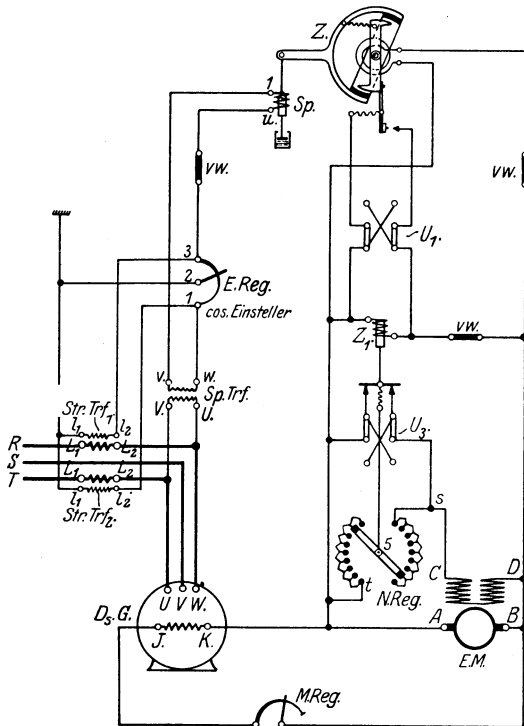 Z.
1
Sp.
u.
VW.
VW.
U₁.
3
2
E.Reg.
1
cos. Einsteller
Z₁.
VW.
V. W.
Sp.Trf.
V. U.
Str.Trf₁
l₁ l₂
R L₁ L₂
S
T L₁ L₂
l₁ l₂
Str.Trf₂.
U₃.
s
5
t
N.Reg.
C D
U V W.
Ds.G.
J. K.
A B
E.M.
M.Reg.